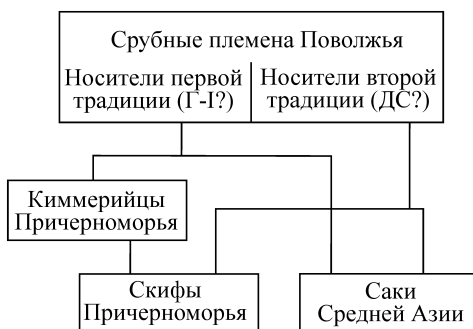 Срубные племена Поволжья
Носители первой
традиции (Г-I?)
Носители второй
традиции (ДС?)
Киммерийцы
Причерноморья
Скифы
Причерноморья
Саки
Средней Азии